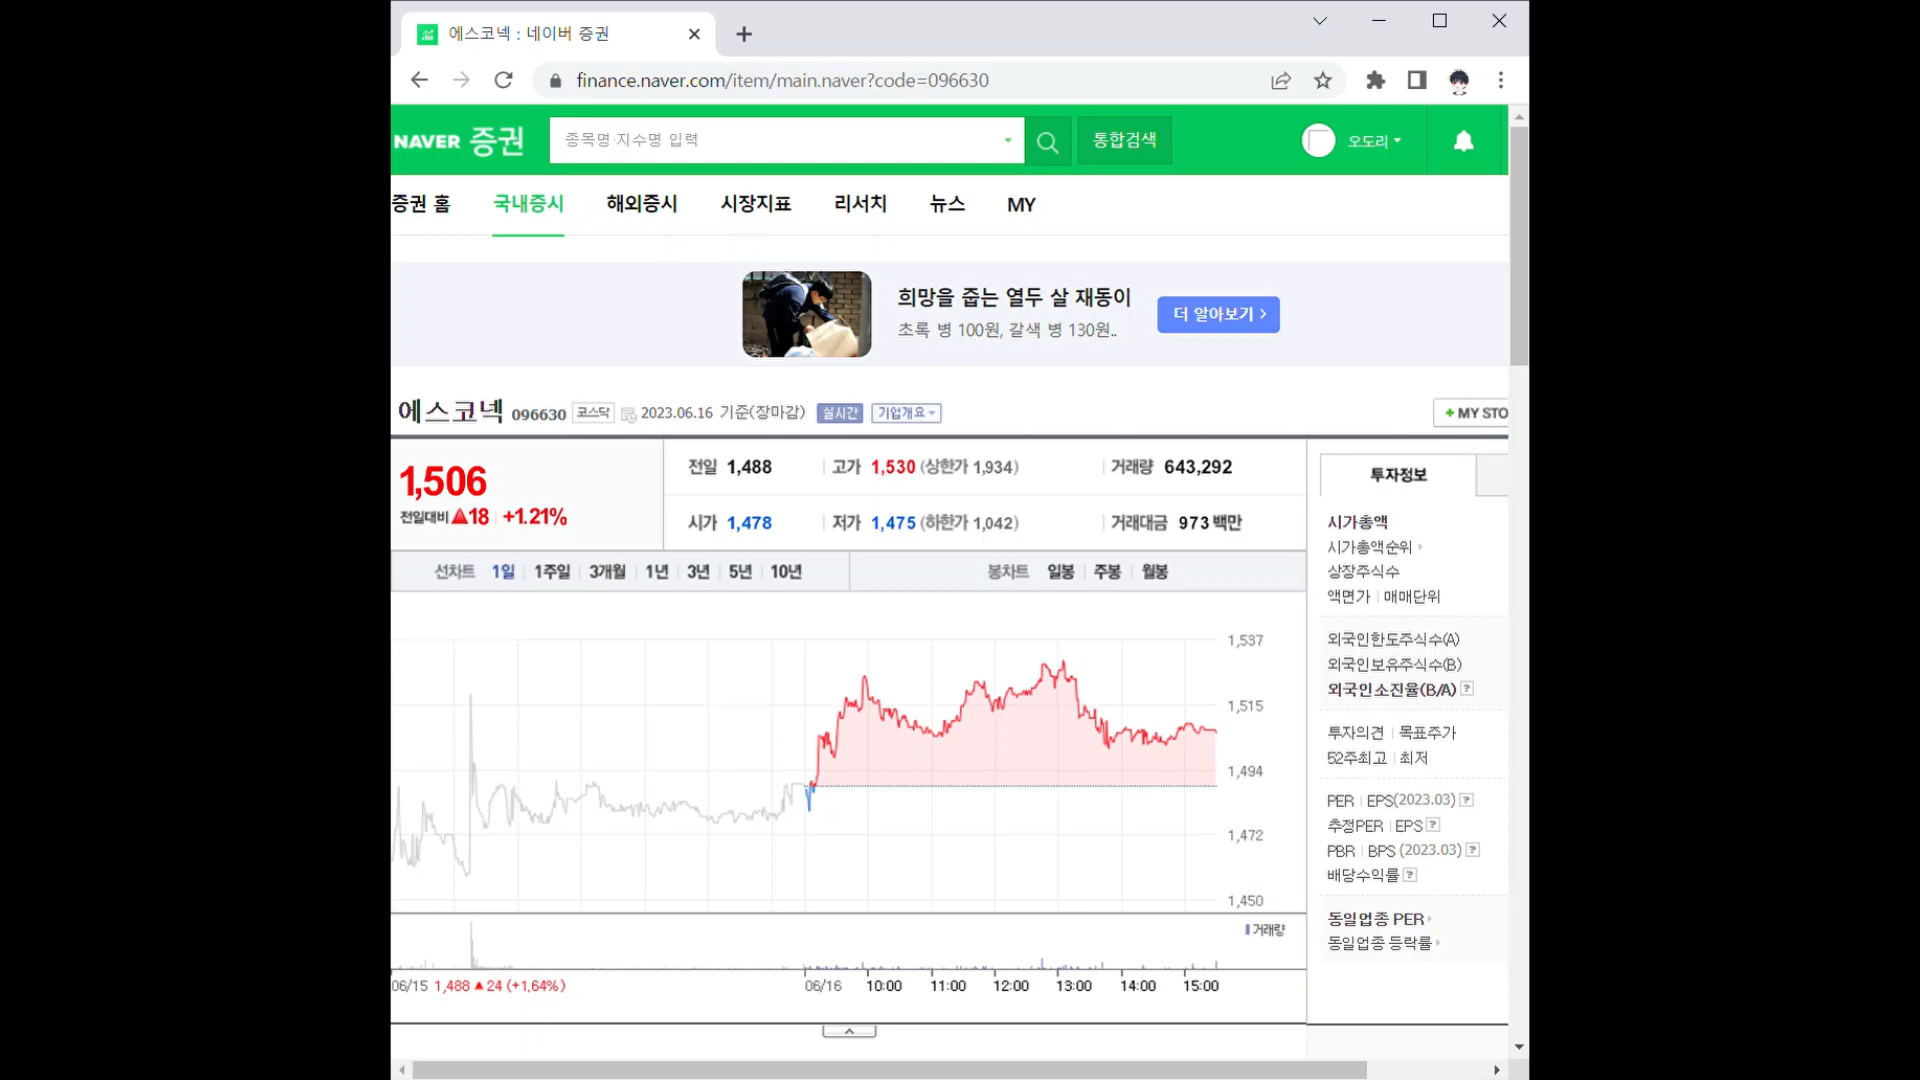 에스코넥 : 네이버 증권
finance.naver.com/item/main.naver?code=096630
NAVER 증권
종목명·지수명 입력
통합검색
오도리
증권 홈 국내증시 해외증시 시장지표 리서치 뉴스 MY
희망을 줍는 열두 살 재동이
초록 병 100원, 갈색 병 130원..
더 알아보기 >
에스코넥 096630 코스닥 2023.06.16 기준(장마감) 실시간 기업개요
+ MY STO
1,506
전일대비 ▲18 +1.21%
전일 1,488 고가 1,530 (상한가 1,934) 거래량 643,292
시가 1,478 저가 1,475 (하한가 1,042) 거래대금 973 백만
선차트 1일 1주일 3개월 1년 3년 5년 10년 봉차트 일봉 주봉 월봉
1,537
1,515
1,494
1,472
1,450
거래량
06/15 1,488 ▲24 (+1,64%) 06/16 10:00 11:00 12:00 13:00 14:00 15:00
투자정보
시가총액
시가총액순위
상장주식수
액면가 | 매매단위
외국인한도주식수(A)
외국인보유주식수(B)
외국인소진율(B/A) ?
투자의견 | 목표주가
52주최고 | 최저
PER | EPS(2023.03) ?
추정PER | EPS ?
PBR | BPS (2023.03) ?
배당수익률 ?
동일업종 PER
동일업종 등락률